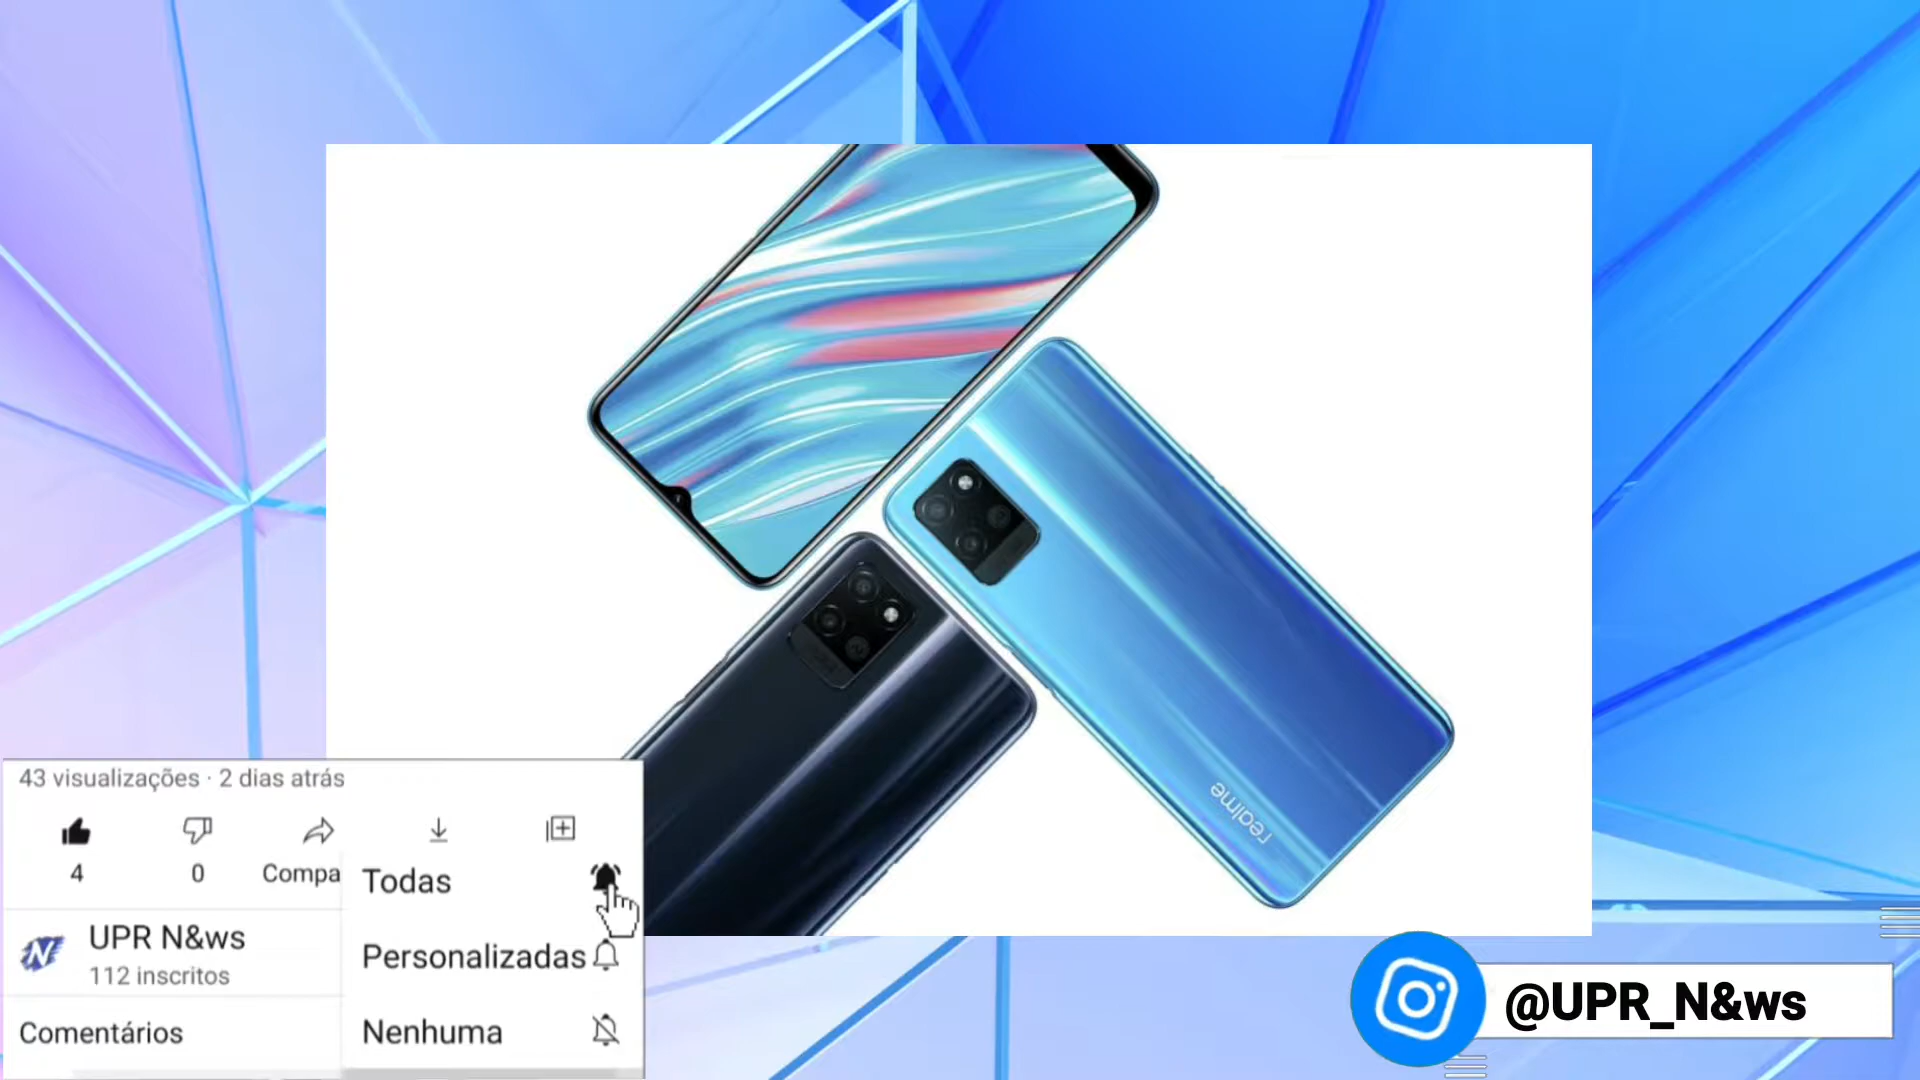 realme
43 visualizações · 2 dias atrás
4
0
Compa
Todas
UPR N&ws
112 inscritos
Personalizadas
Comentários
Nenhuma
@UPR_N&ws